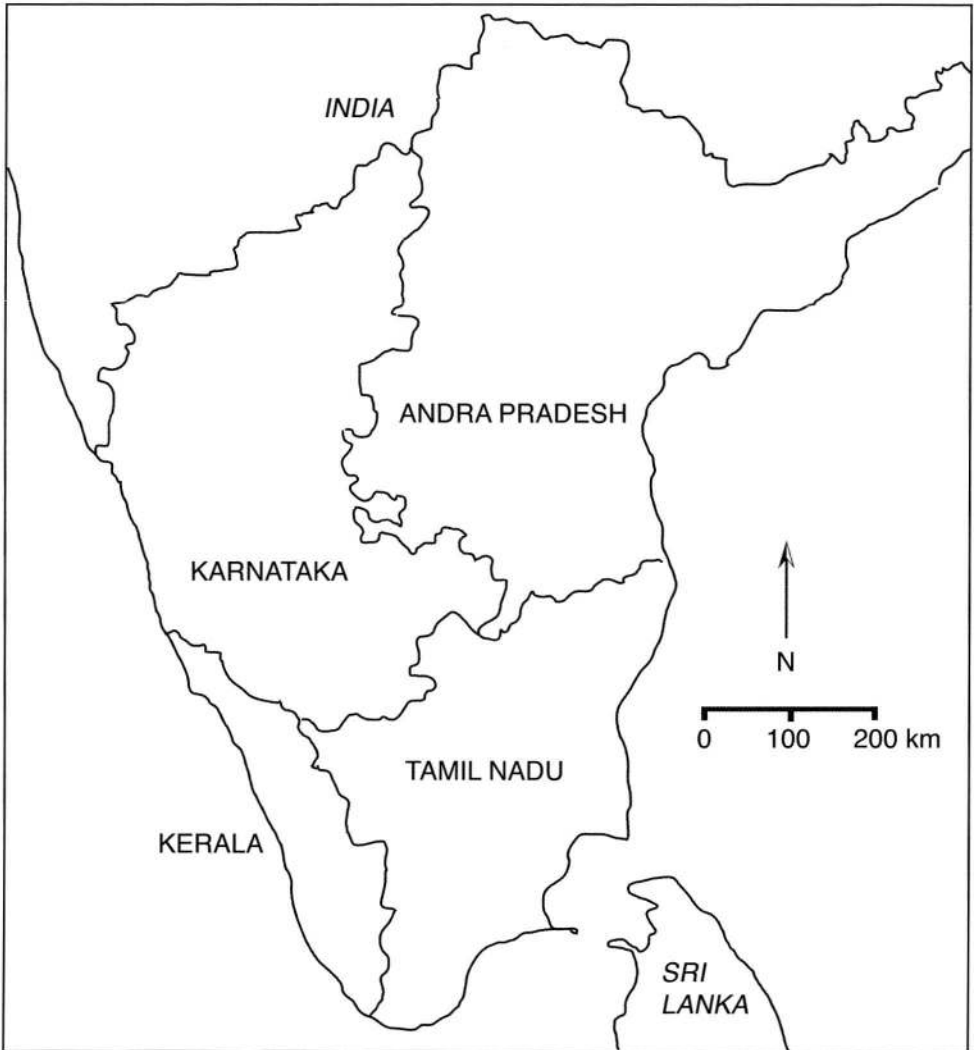 INDIA
ANDRA PRADESH
KARNATAKA
N
0 100 200 km
TAMIL NADU
KERALA
SRI
LANKA